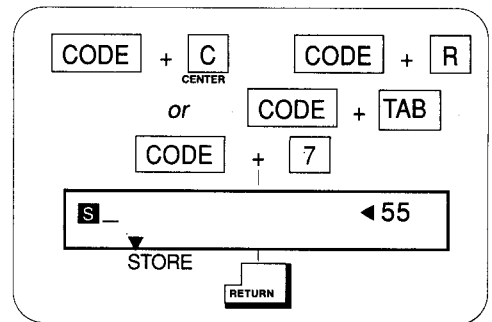 CODE + C CODE + R
CENTER
or CODE + TAB
CODE + 7
S_ ◀55
▼
STORE
RETURN